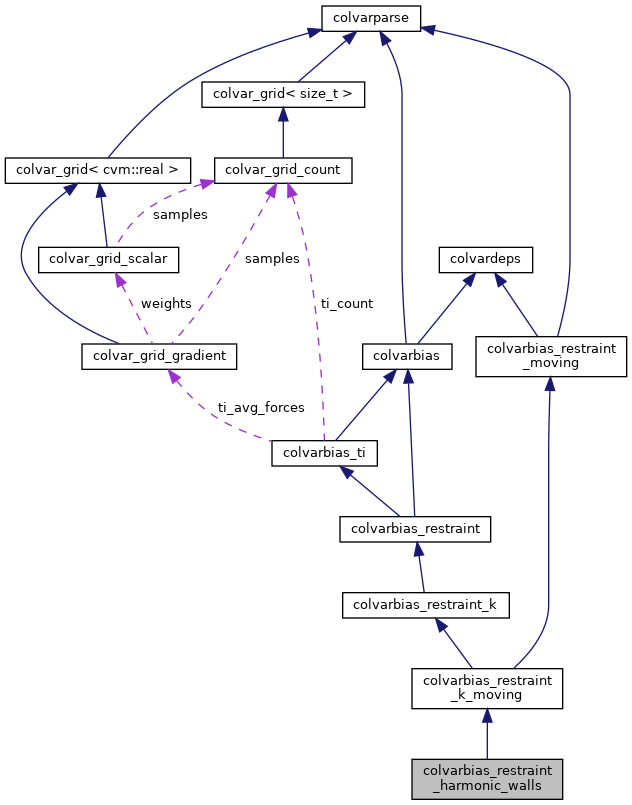 colvarparse
colvar_grid< size_t >
colvar_grid< cvm::real >
colvar_grid_count
samples
colvar_grid_scalar
samples
colvardeps
weights
ti_count
colvar_grid_gradient
colvarbias
colvarbias_restraint
_moving
ti_avg_forces
colvarbias_ti
colvarbias_restraint
colvarbias_restraint_k
colvarbias_restraint
_k_moving
colvarbias_restraint
_harmonic_walls